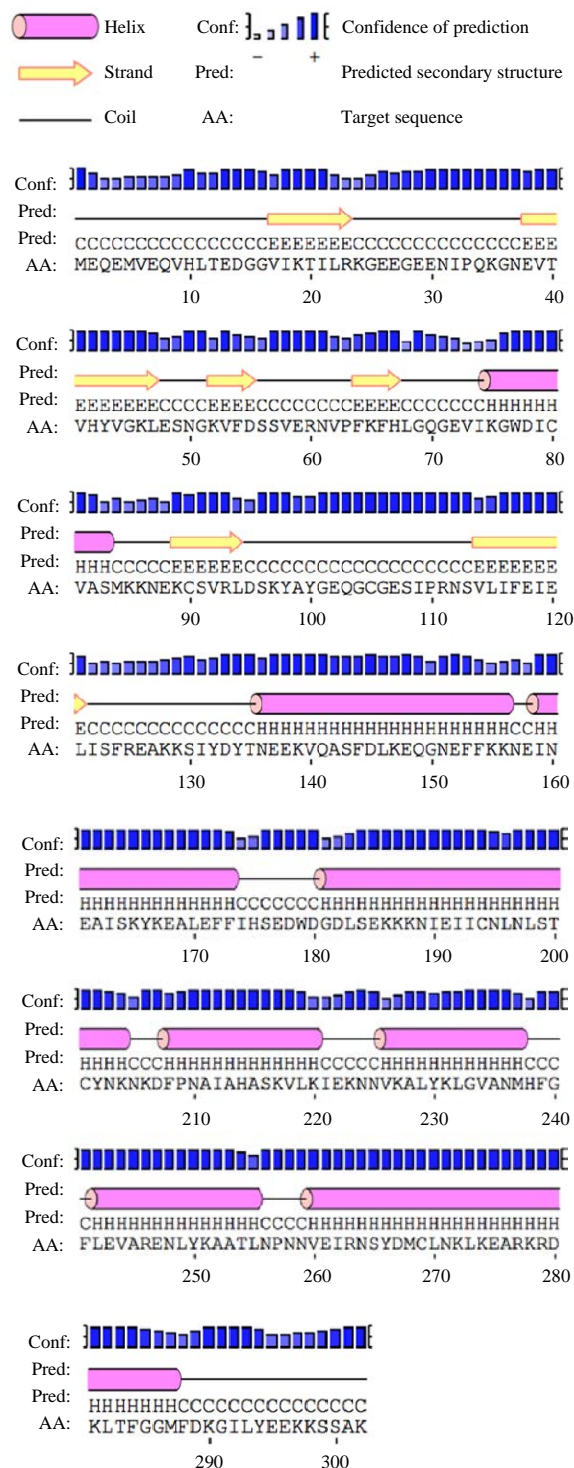 Helix Conf: Confidence of prediction
− +
Strand Pred: Predicted secondary structure
Coil AA: Target sequence
Conf:
Pred:
Pred: CCCCCCCCCCCCCCCCEEEEEEECCCCCCCCCCCCCCEEE
AA: MEQEMVEQVHLTEDGGVIKTILRKGEEGEENIPQKGNEVT
10 20 30 40
Conf:
Pred:
Pred: EEEEEEECCCCEEEECCCCCCCCEEEECCCCCCCHHHHHH
AA: VHYVGKLESNGKVFDSSVERNVPFKFHLGQGEVIKGWDIC
50 60 70 80
Conf:
Pred:
Pred: HHHCCCCCEEEEEECCCCCCCCCCCCCCCCCCCEEEEEEE
AA: VASMKKNEKCSVRLDSKYAYGEQGCGESIPRNSVLIFEIE
90 100 110 120
Conf:
Pred:
Pred: ECCCCCCCCCCCCCCHHHHHHHHHHHHHHHHHHHHHCCHH
AA: LISFREAKKSIYDYTNEEKVQASFDLKEQGNEFFKKNEIN
130 140 150 160
Conf:
Pred:
Pred: HHHHHHHHHHHHHCCCCCCCHHHHHHHHHHHHHHHHHHHH
AA: EAISKYKEALEFFIHSEDWDGDLSEKKKNIEIICNLNLST
170 180 190 200
Conf:
Pred:
Pred: HHHHCCCHHHHHHHHHHHHHCCCCCHHHHHHHHHHHHCCC
AA: CYNKNKDFPNAIAHASKVLKIEKNNVKALYKLGVANMHFG
210 220 230 240
Conf:
Pred:
Pred: CHHHHHHHHHHHHHHCCCCHHHHHHHHHHHHHHHHHHHHH
AA: FLEVARENLYKAATLNPNNVEIRNSYDMCLNKLKEARKRD
250 260 270 280
Conf:
Pred:
Pred: HHHHHHHCCCCCCCCCCCCCCC
AA: KLTFGGMFDKGILYEEKKSSAK
290 300